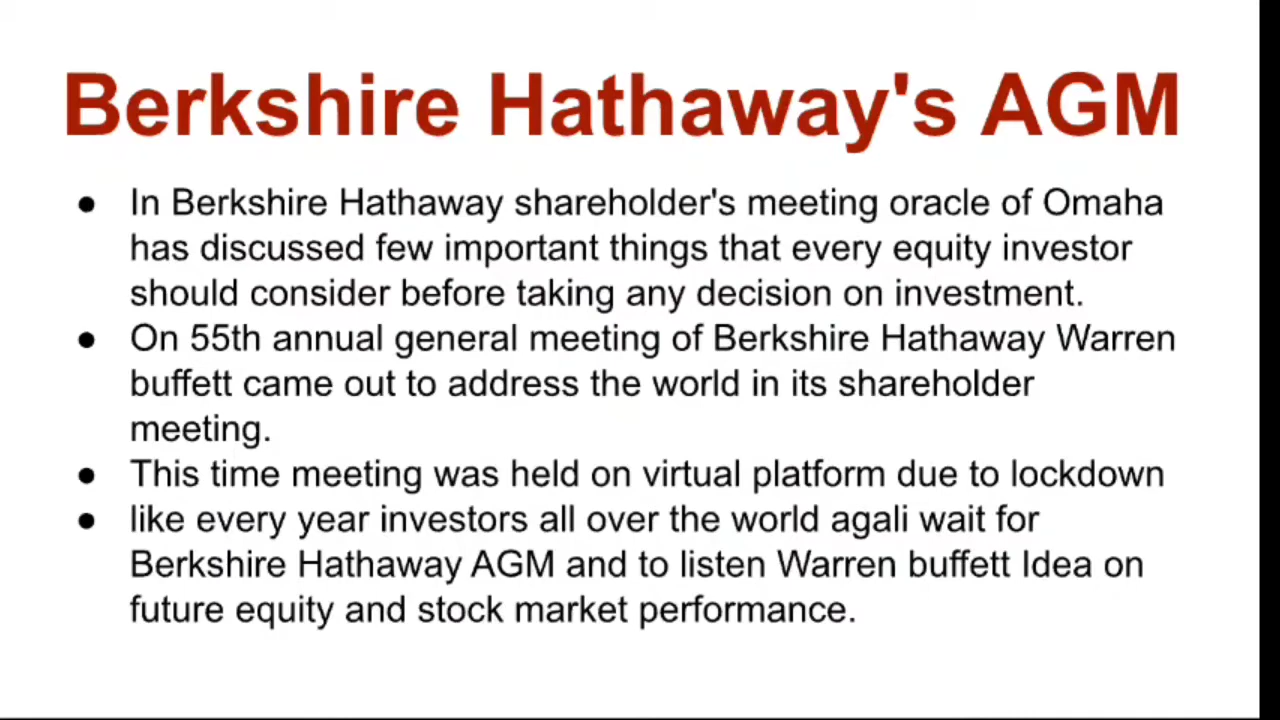 Berkshire Hathaway's AGM
● In Berkshire Hathaway shareholder's meeting oracle of Omaha
has discussed few important things that every equity investor
should consider before taking any decision on investment.
● On 55th annual general meeting of Berkshire Hathaway Warren
buffett came out to address the world in its shareholder
meeting.
● This time meeting was held on virtual platform due to lockdown
● like every year investors all over the world agali wait for
Berkshire Hathaway AGM and to listen Warren buffett Idea on
future equity and stock market performance.